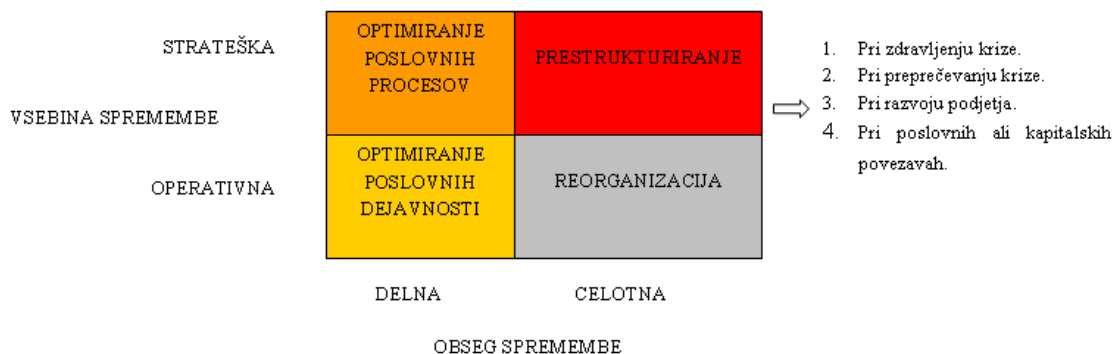 STRATEŠKA
VSEBINA SPREMEMBE
OPERATIVNA
OPTIMIRANJE
POSLOVNIH
PROCESOV
PRESTRUKTURIRANJE
OPTIMIRANJE
POSLOVNIH
DEJAVNOSTI
REORGANIZACIJA
1. Pri zdravljenju krize.
2. Pri preprečevanju krize.
3. Pri razvoju podjetja.
4. Pri poslovnih ali kapitalskih
povezavah.
DELNA
CELOTNA
OBSEG SPREMEMBE